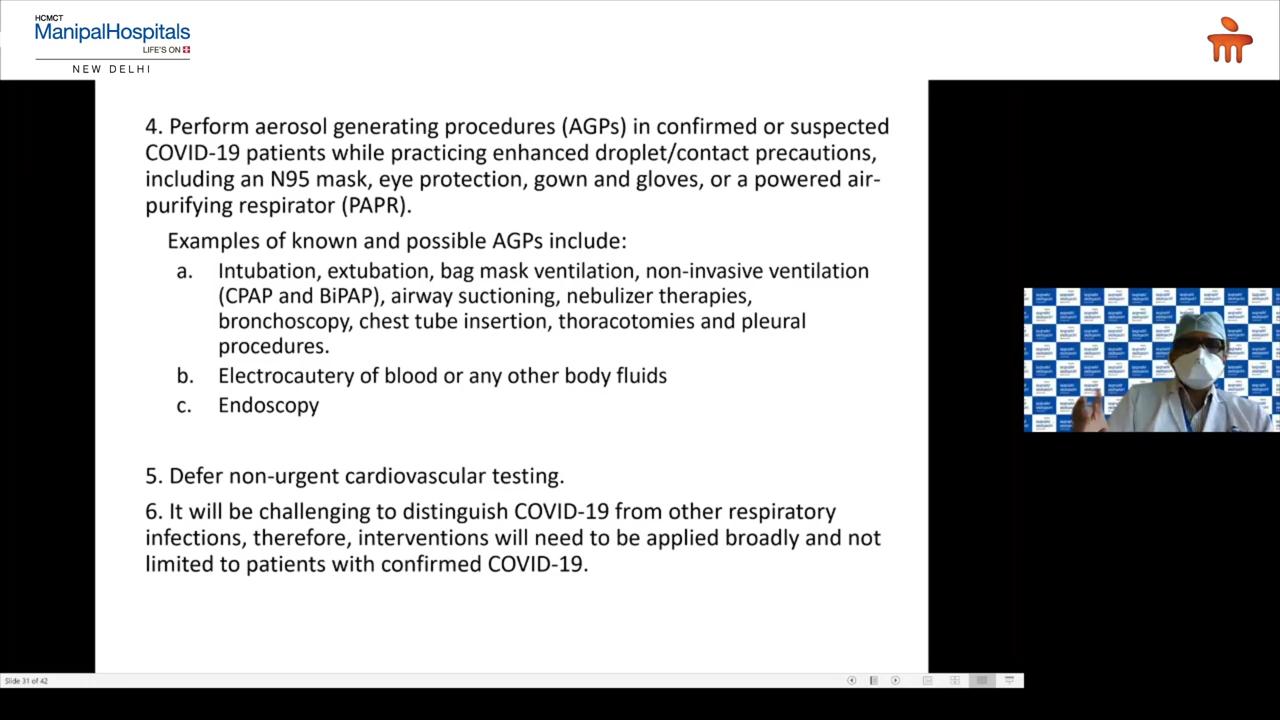 HCMCT
ManipalHospitals
LIFE'S ON
NEW DELHI
4. Perform aerosol generating procedures (AGPs) in confirmed or suspected
COVID-19 patients while practicing enhanced droplet/contact precautions,
including an N95 mask, eye protection, gown and gloves, or a powered air-
purifying respirator (PAPR).
Examples of known and possible AGPs include:
a. Intubation, extubation, bag mask ventilation, non-invasive ventilation
(CPAP and BiPAP), airway suctioning, nebulizer therapies,
bronchoscopy, chest tube insertion, thoracotomies and pleural
procedures.
b. Electrocautery of blood or any other body fluids
c. Endoscopy
5. Defer non-urgent cardiovascular testing.
6. It will be challenging to distinguish COVID-19 from other respiratory
infections, therefore, interventions will need to be applied broadly and not
limited to patients with confirmed COVID-19.
Slide 31 of 42